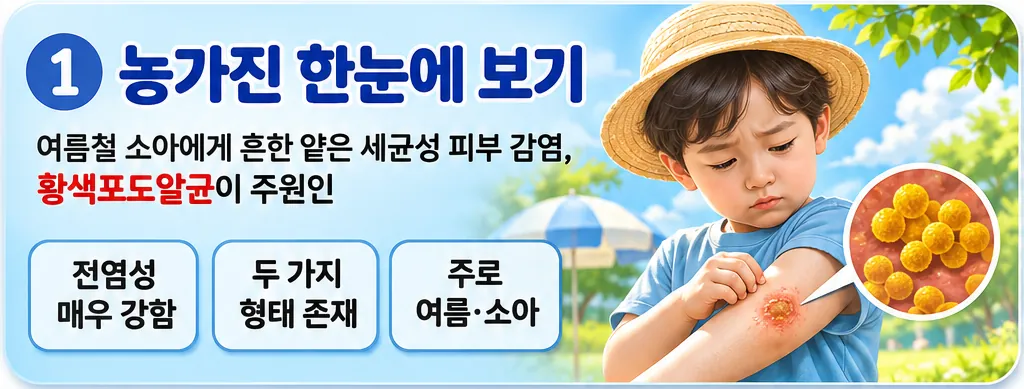 1 농가진 한눈에 보기
여름철 소아에게 흔한 얕은 세균성 피부 감염,
황색포도알균이 주원인
전염성
매우 강함
두 가지
형태 존재
주로
여름·소아